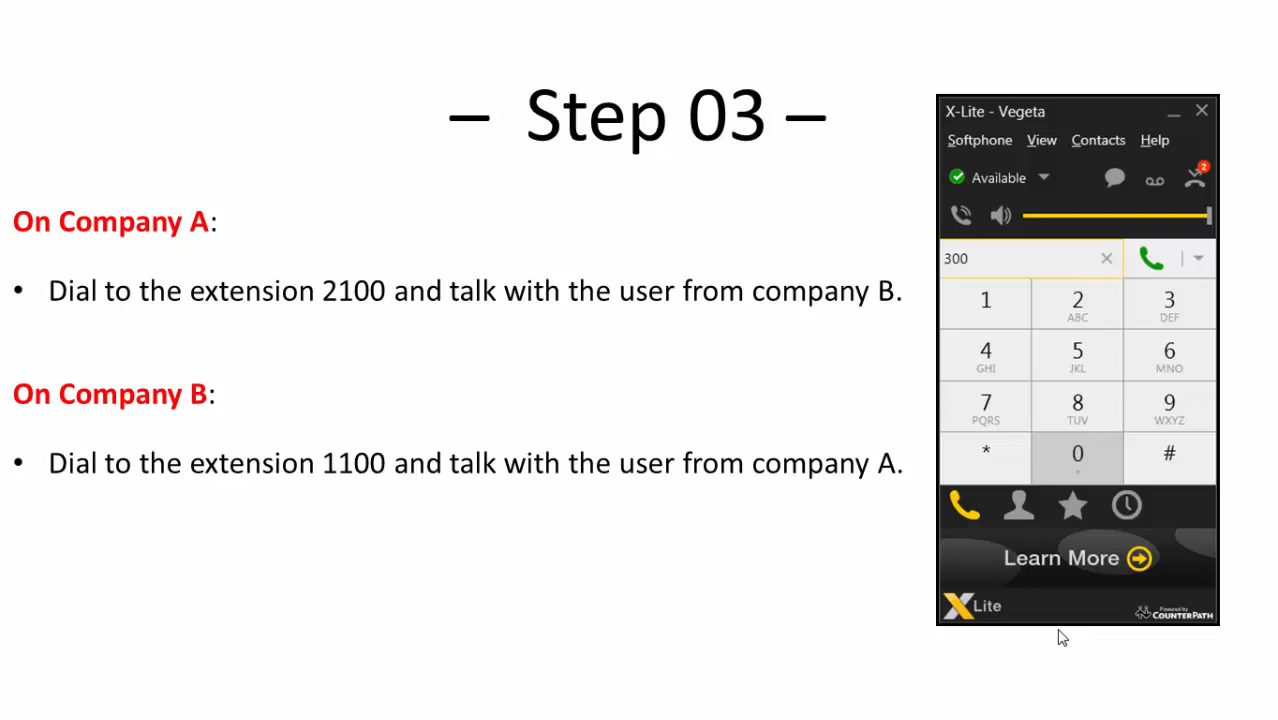 – Step 03 –
On Company A:
• Dial to the extension 2100 and talk with the user from company B.
On Company B:
• Dial to the extension 1100 and talk with the user from company A.
X-Lite - Vegeta
Softphone View Contacts Help
Available
2
300
1 2 3
ABC DEF
4 5 6
GHI JKL MNO
7 8 9
PQRS TUV WXYZ
* 0 #
+
Learn More
X Lite
Powered by
COUNTERPATH